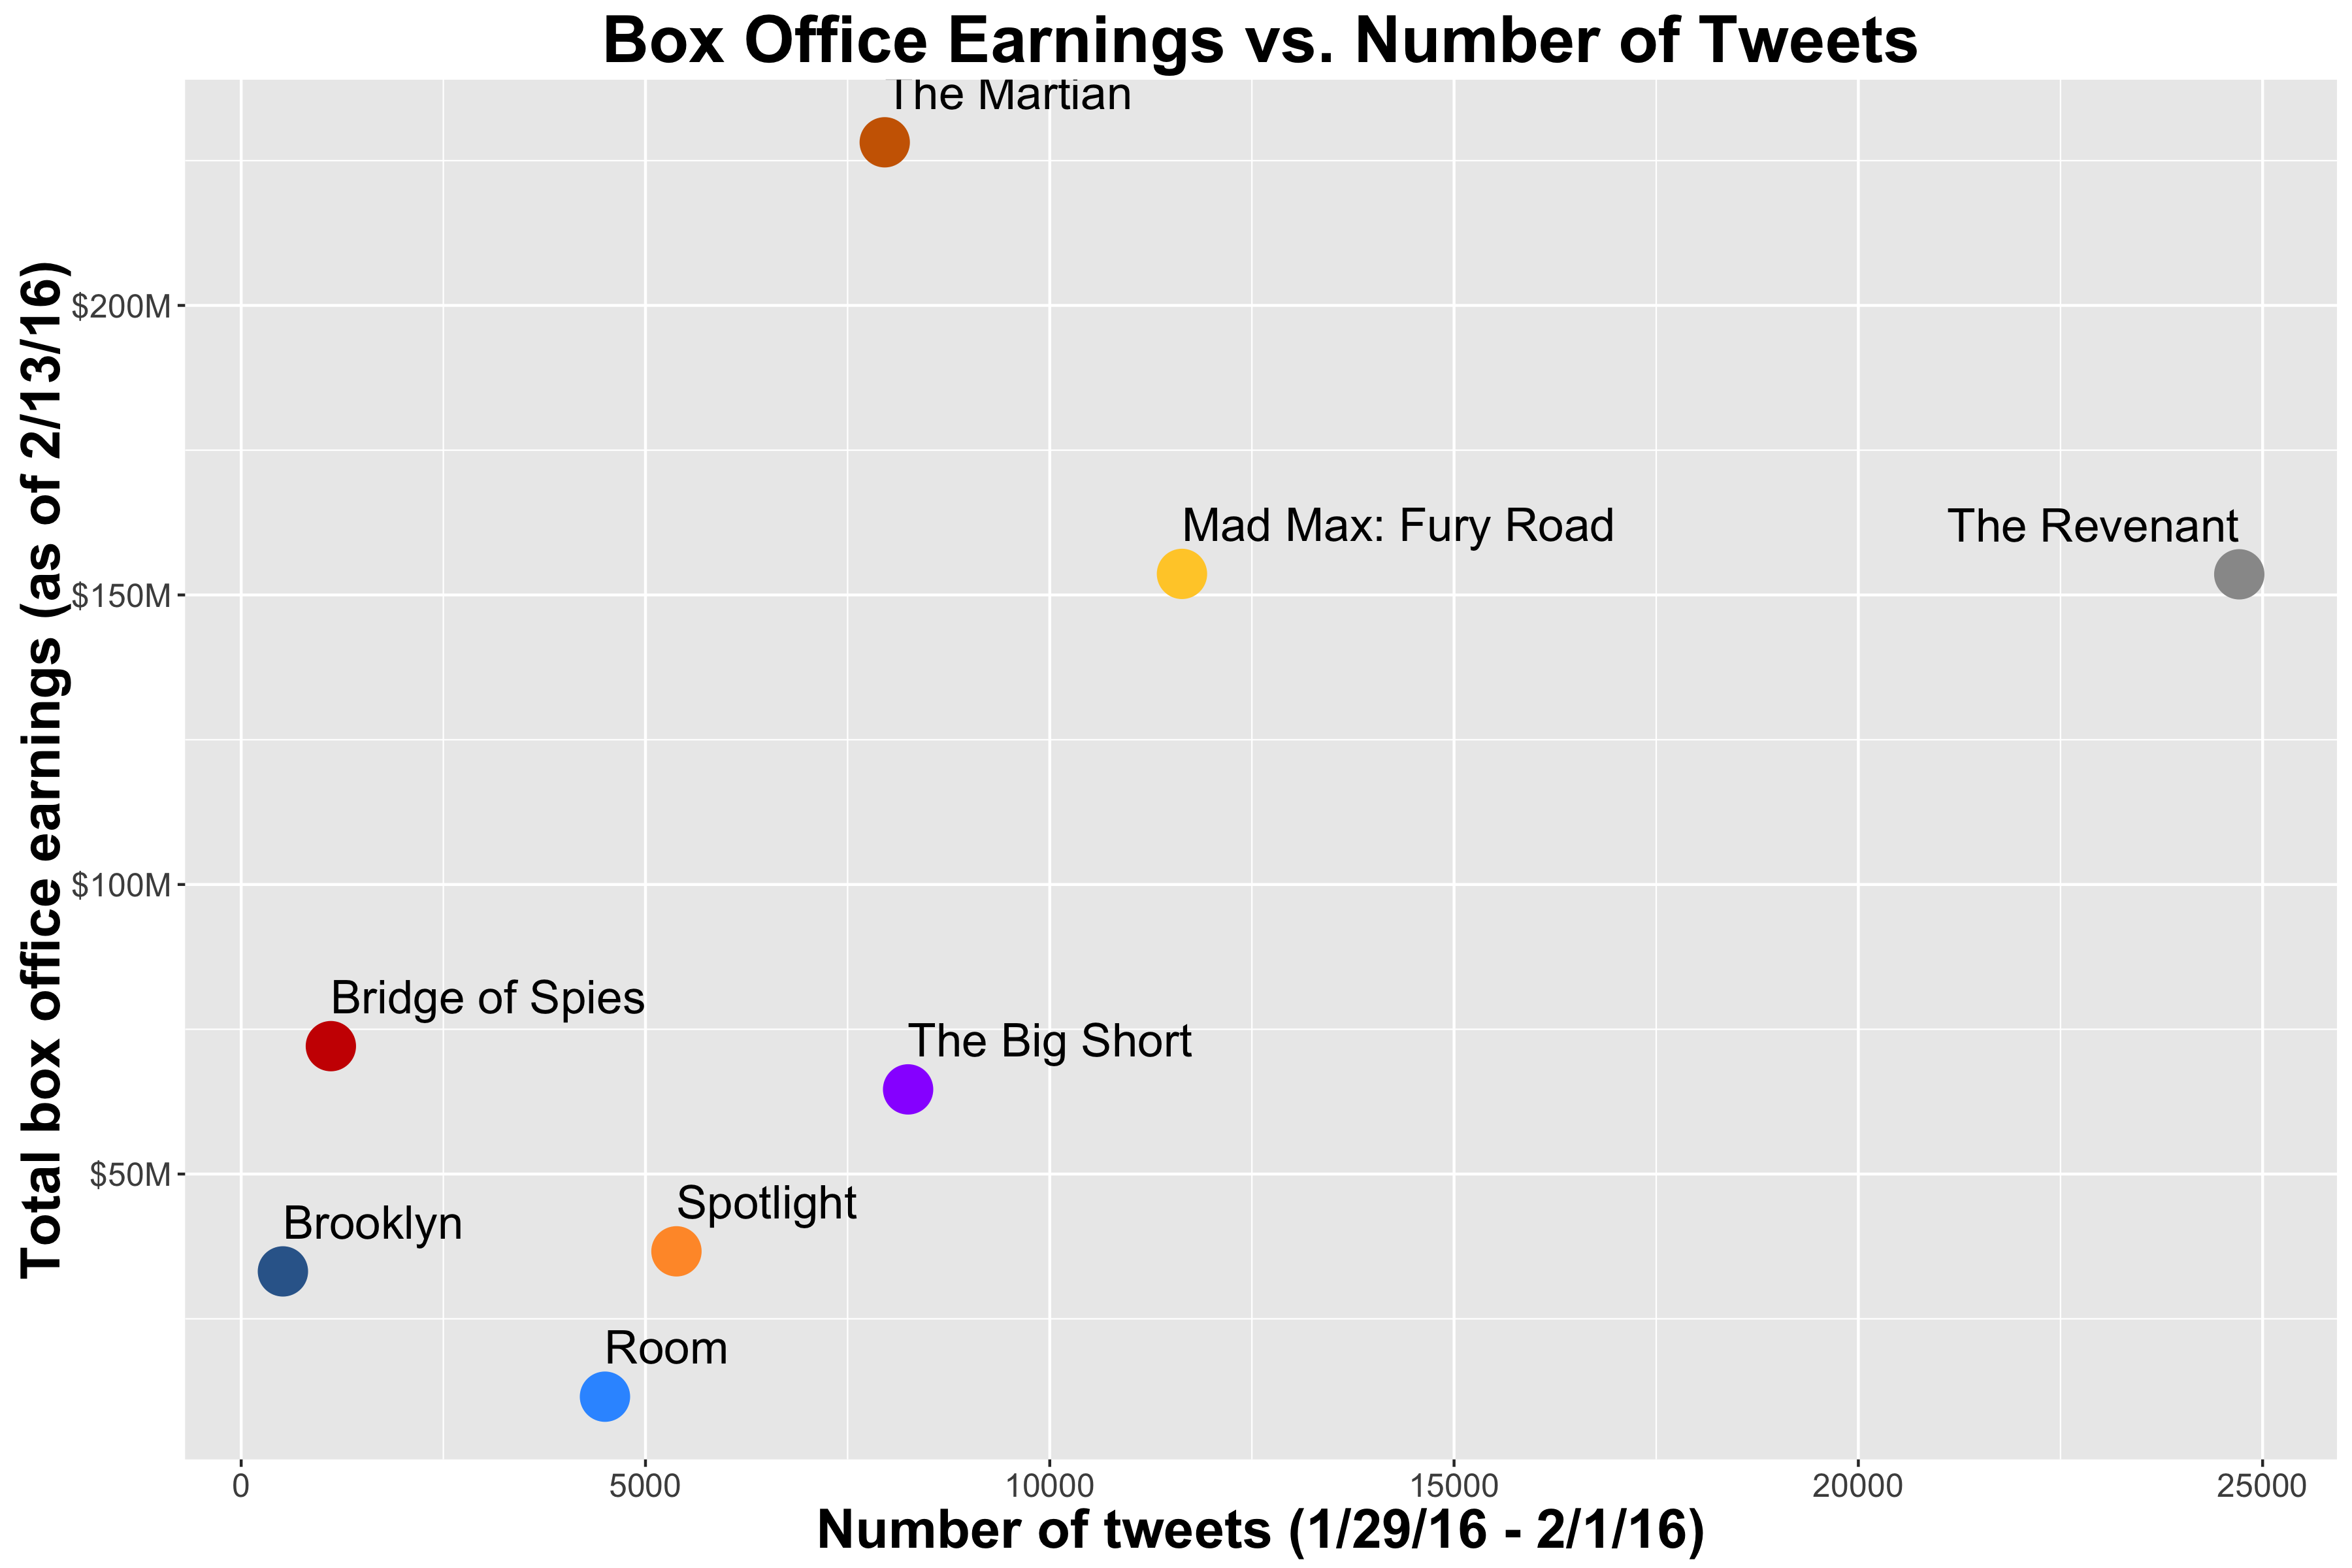 Box Office Earnings vs. Number of Tweets
The Martian
$200M
Mad Max: Fury Road
The Revenant
$150M
$100M
Bridge of Spies
The Big Short
$50M
Spotlight
Brooklyn
Room
Total box office earnings (as of 2/13/16)
0 5000 10000 15000 20000 25000
Number of tweets (1/29/16 - 2/1/16)